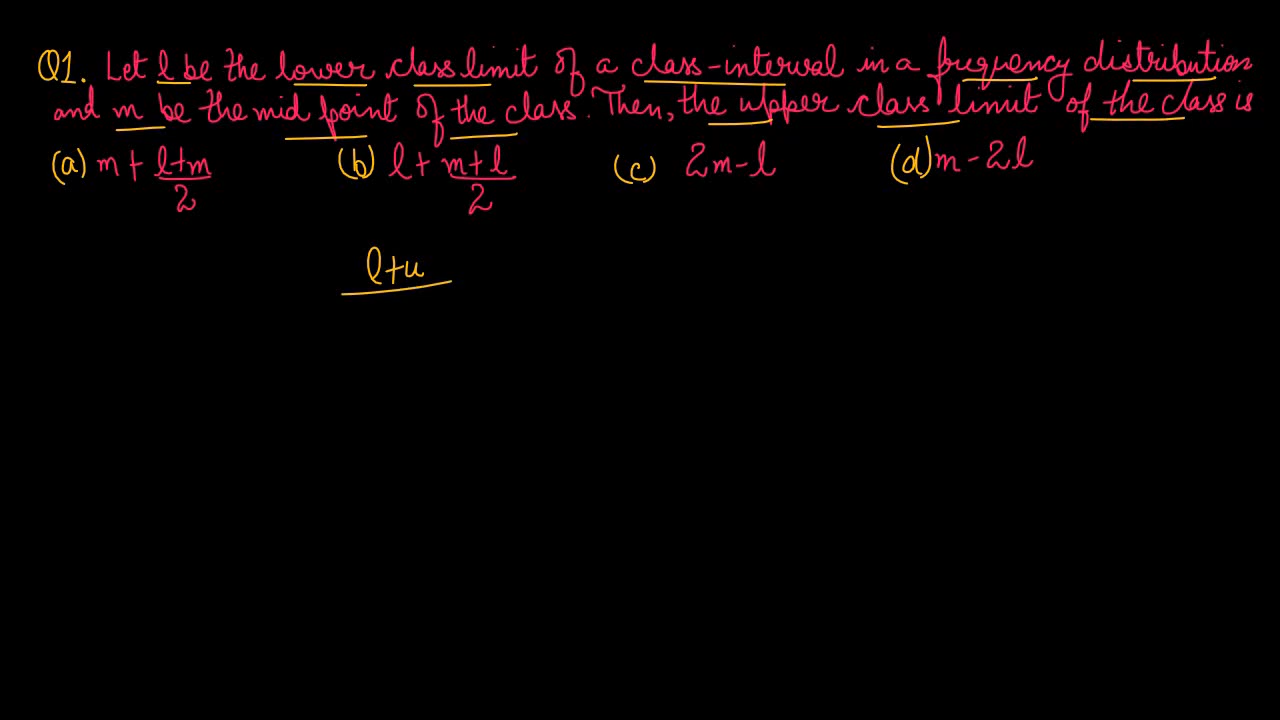 Q1. Let l be the lower class limit of a class-interval in a frequency distribution
and m be the mid point of the class. Then, the upper class limit of the class is
(a) m + (l+m)/2 (b) l + (m+l)/2 (c) 2m-l (d) m-2l
l+u